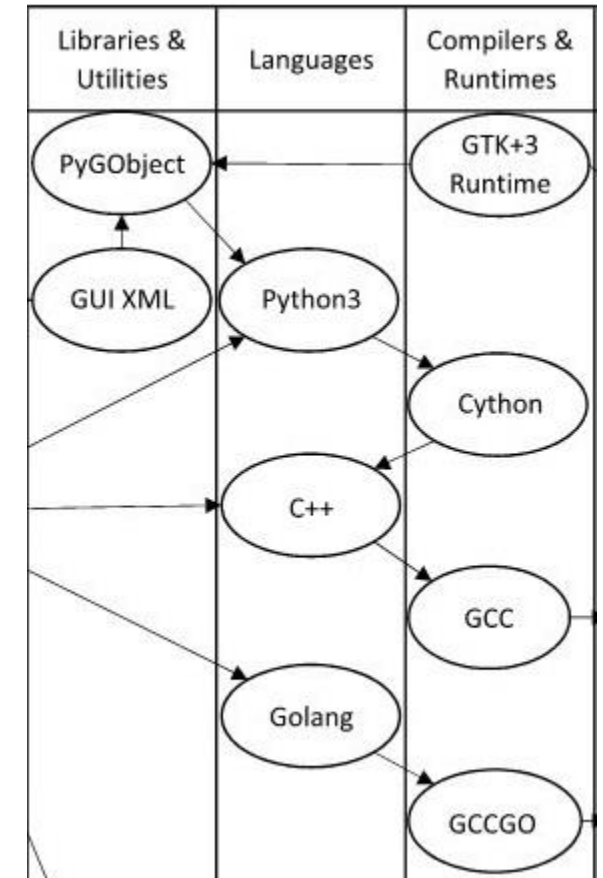 Libraries &
Utilities
Languages
Compilers &
Runtimes
PyGObject
GTK+3
Runtime
GUI XML
Python3
Cython
C++
GCC
Golang
GCCGO